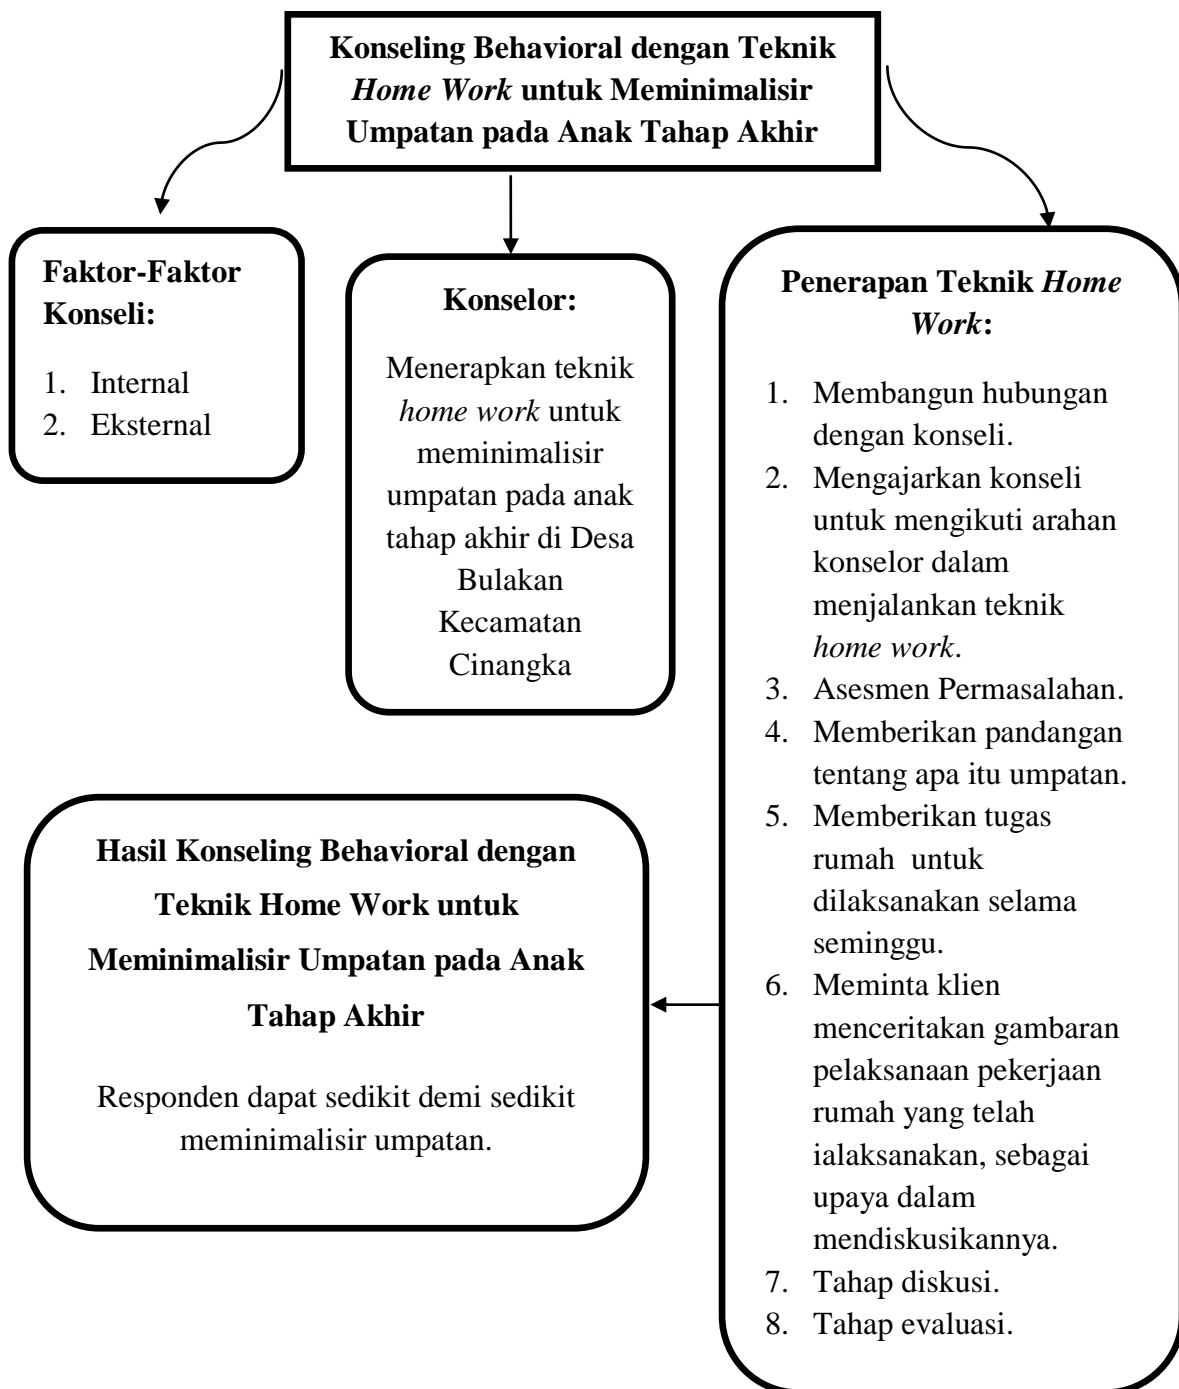 Konseling Behavioral dengan Teknik
Home Work untuk Meminimalisir
Umpatan pada Anak Tahap Akhir
Faktor-Faktor
Konseli:
1. Internal
2. Eksternal
Konselor:
Menerapkan teknik
home work untuk
meminimalisir
umpatan pada anak
tahap akhir di Desa
Bulakan
Kecamatan
Cinangka
Penerapan Teknik Home
Work:
1. Membangun hubungan
dengan konseli.
2. Mengajarkan konseli
untuk mengikuti arahan
konselor dalam
menjalankan teknik
home work.
3. Asesmen Permasalahan.
4. Memberikan pandangan
tentang apa itu umpatan.
5. Memberikan tugas
rumah untuk
dilaksanakan selama
seminggu.
6. Meminta klien
menceritakan gambaran
pelaksanaan pekerjaan
rumah yang telah
ialaksanakan, sebagai
upaya dalam
mendiskusikannya.
7. Tahap diskusi.
8. Tahap evaluasi.
Hasil Konseling Behavioral dengan
Teknik Home Work untuk
Meminimalisir Umpatan pada Anak
Tahap Akhir
Responden dapat sedikit demi sedikit
meminimalisir umpatan.